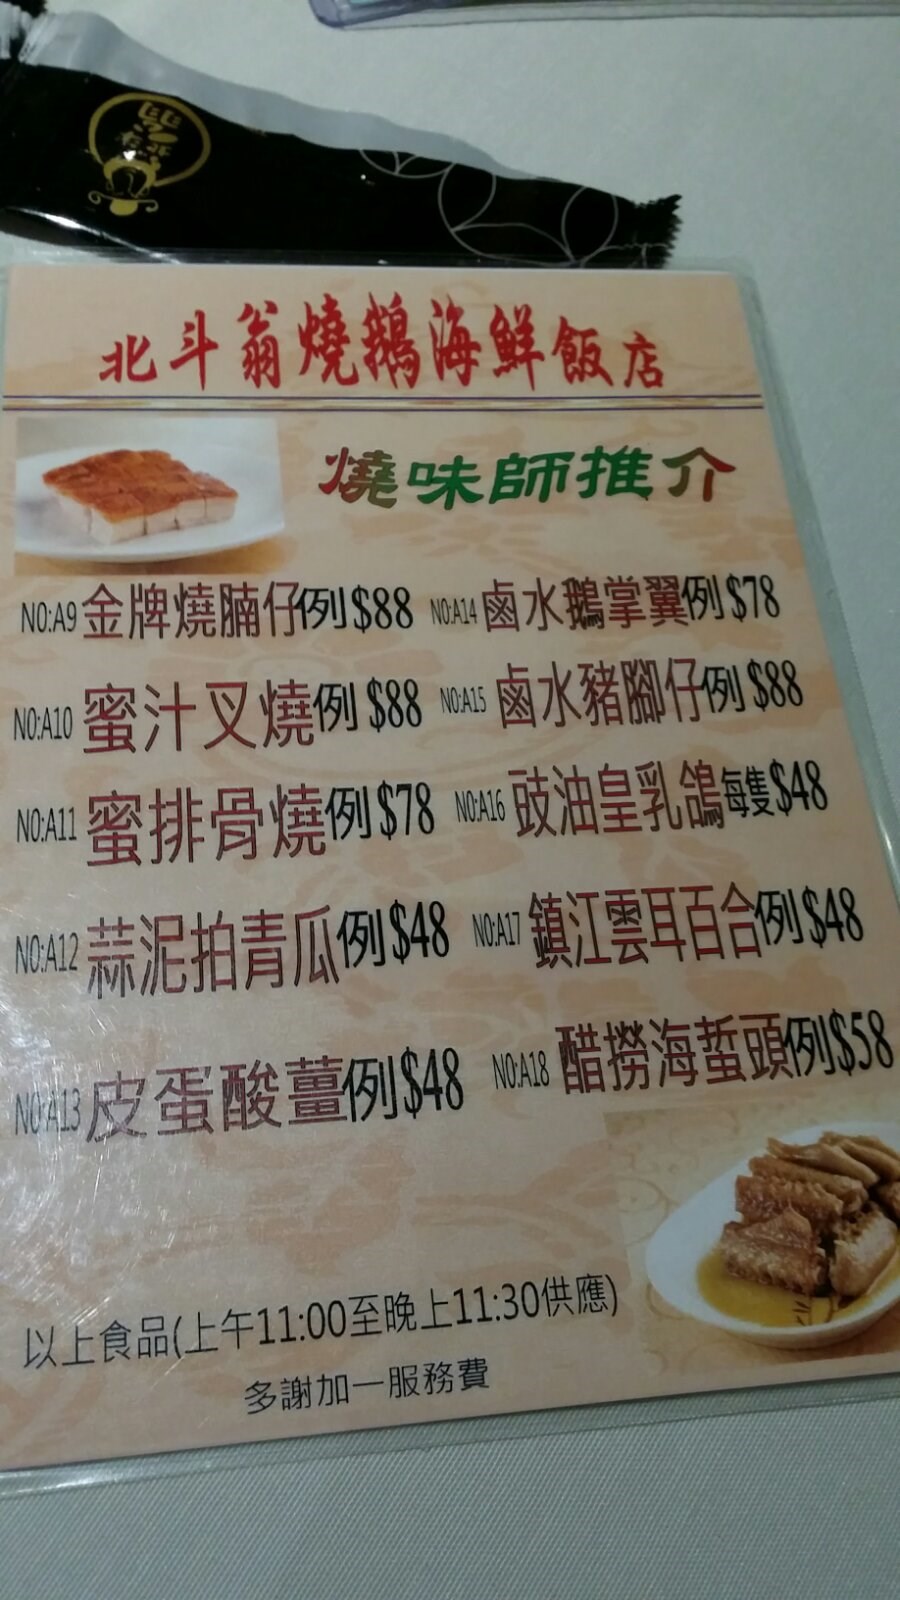 北斗翁燒鵝海鮮飯店
燒味師推介
NO:A9 金牌燒腩仔例 $88
NO:A14 鹵水鵝掌翼例 $78
NO:A10 蜜汁叉燒例 $88
NO:A15 鹵水豬腳仔例 $88
NO:A11 蜜排骨燒例 $78
NO:A16 豉油皇乳鴿每隻$48
NO:A12 蒜泥拍青瓜例 $48
NO:A17 鎮江雲耳百合例 $48
NO:A13 皮蛋酸薑例 $48
NO:A18 醋撈海蜇頭例$58
以上食品(上午11:00至晚上11:30供應)
多謝加一服務費